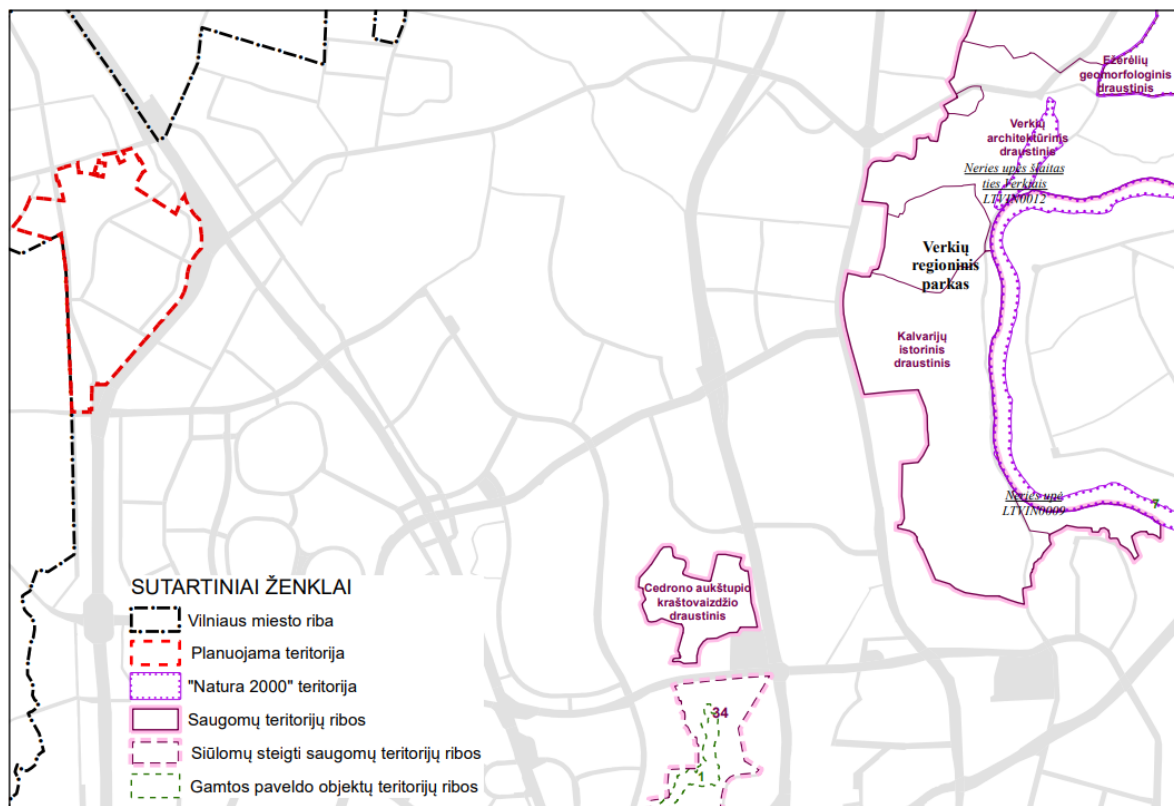 Ežerėlių
geomorfologinis
draustinis
Verkių
architektūrinis
draustinis
Neries upės šlaitas
ties Verkiais
LTVIN0012
Verkių
regioninis
parkas
Kalvarijų
istorinis
draustinis
Neries upė
LTVIN0009
7
Cedrono aukštupio
kraštovaizdžio
draustinis
34
1
SUTARTINIAI ŽENKLAI
Vilniaus miesto riba
Planuojama teritorija
"Natura 2000" teritorija
Saugomų teritorijų ribos
Siūlomų steigti saugomų teritorijų ribos
Gamtos paveldo objektų teritorijų ribos